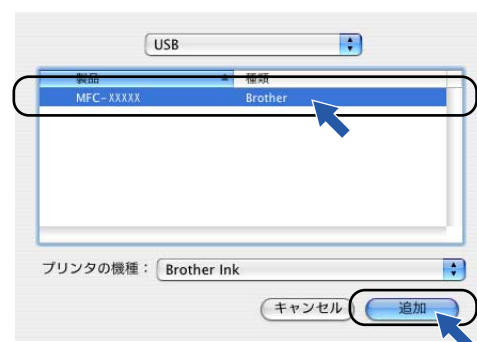 USB
製品 種類
MFC-XXXXX Brother
プリンタの機種： Brother Ink
キャンセル 追加